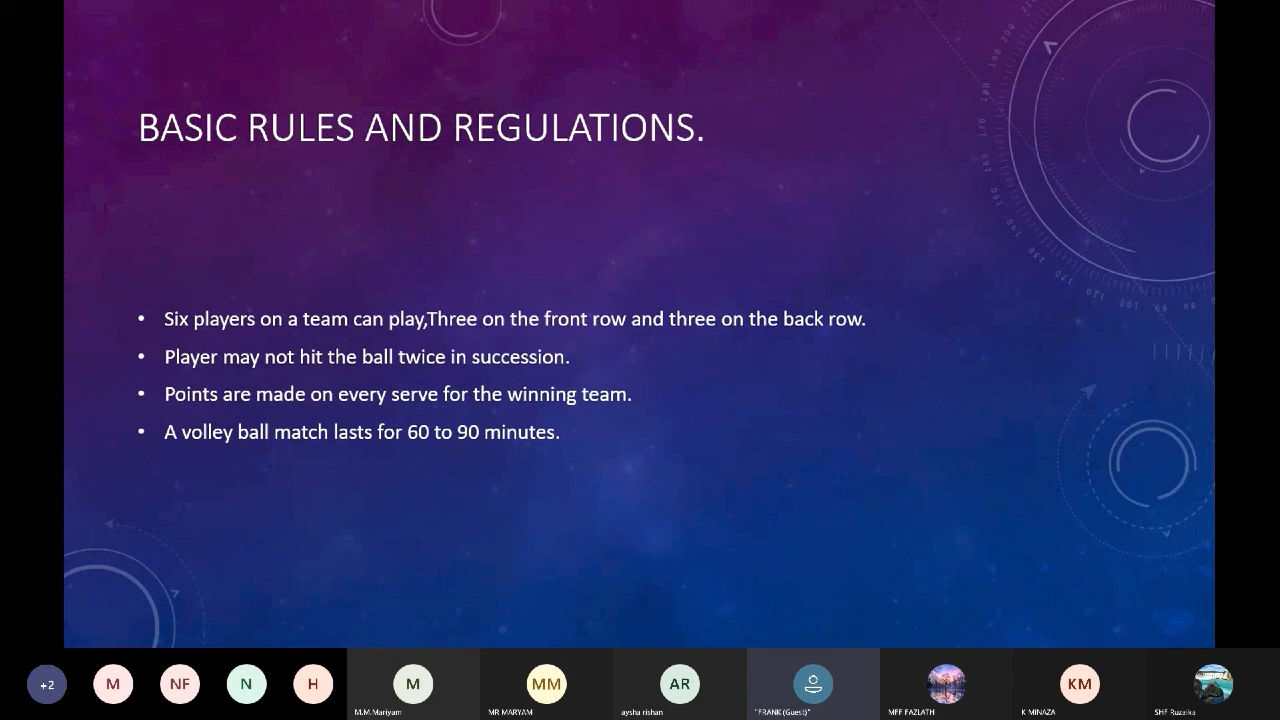 BASIC RULES AND REGULATIONS.
• Six players on a team can play,Three on the front row and three on the back row.
• Player may not hit the ball twice in succession.
• Points are made on every serve for the winning team.
• A volley ball match lasts for 60 to 90 minutes.
+2 M NF N H M MM AR KM
M.M.Mariyam MR MARYAM aysha rishan "FRANK (Guest)" MFF FAZLATH K MINAZA SHF Ruzaika